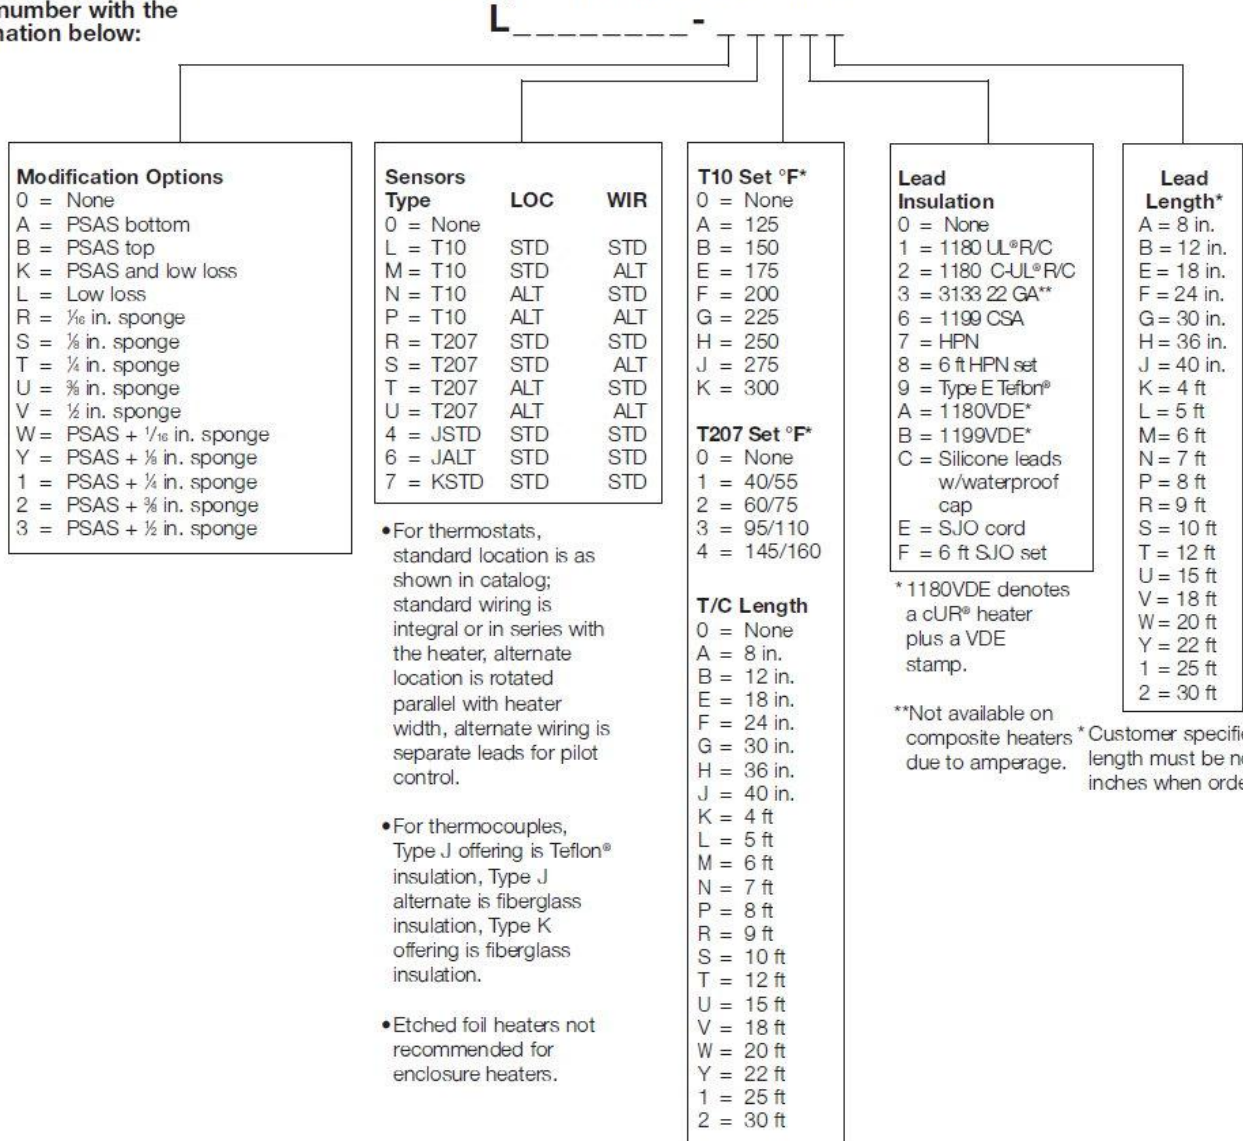 number with the
nation below:
L_ _ _ _ _ _ _ _ - _ _ _ _ _
Modification Options
0 = None
A = PSAS bottom
B = PSAS top
K = PSAS and low loss
L = Low loss
R = 1/16 in. sponge
S = 1/8 in. sponge
T = 1/4 in. sponge
U = 3/8 in. sponge
V = 1/2 in. sponge
W = PSAS + 1/16 in. sponge
Y = PSAS + 1/8 in. sponge
1 = PSAS + 1/4 in. sponge
2 = PSAS + 3/8 in. sponge
3 = PSAS + 1/2 in. sponge
Sensors
Type LOC WIR
0 = None
L = T10 STD STD
M = T10 STD ALT
N = T10 ALT STD
P = T10 ALT ALT
R = T207 STD STD
S = T207 STD ALT
T = T207 ALT STD
U = T207 ALT ALT
4 = JSTD STD STD
6 = JALT STD STD
7 = KSTD STD STD
•For thermostats,
standard location is as
shown in catalog;
standard wiring is
integral or in series with
the heater, alternate
location is rotated
parallel with heater
width, alternate wiring is
separate leads for pilot
control.
•For thermocouples,
Type J offering is Teflon®
insulation, Type J
alternate is fiberglass
insulation, Type K
offering is fiberglass
insulation.
•Etched foil heaters not
recommended for
enclosure heaters.
T10 Set °F*
0 = None
A = 125
B = 150
E = 175
F = 200
G = 225
H = 250
J = 275
K = 300
T207 Set °F*
0 = None
1 = 40/55
2 = 60/75
3 = 95/110
4 = 145/160
T/C Length
0 = None
A = 8 in.
B = 12 in.
E = 18 in.
F = 24 in.
G = 30 in.
H = 36 in.
J = 40 in.
K = 4 ft
L = 5 ft
M = 6 ft
N = 7 ft
P = 8 ft
R = 9 ft
S = 10 ft
T = 12 ft
U = 15 ft
V = 18 ft
W = 20 ft
Y = 22 ft
1 = 25 ft
2 = 30 ft
Lead
Insulation
0 = None
1 = 1180 UL® R/C
2 = 1180 C-UL® R/C
3 = 3133 22 GA**
6 = 1199 CSA
7 = HPN
8 = 6 ft HPN set
9 = Type E Teflon®
A = 1180VDE*
B = 1199VDE*
C = Silicone leads
w/waterproof
cap
E = SJO cord
F = 6 ft SJO set
* 1180VDE denotes
a cUR® heater
plus a VDE
stamp.
**Not available on
composite heaters
due to amperage.
Lead
Length*
A = 8 in.
B = 12 in.
E = 18 in.
F = 24 in.
G = 30 in.
H = 36 in.
J = 40 in.
K = 4 ft
L = 5 ft
M = 6 ft
N = 7 ft
P = 8 ft
R = 9 ft
S = 10 ft
T = 12 ft
U = 15 ft
V = 18 ft
W = 20 ft
Y = 22 ft
1 = 25 ft
2 = 30 ft
* Customer specifie
length must be no
inches when orde